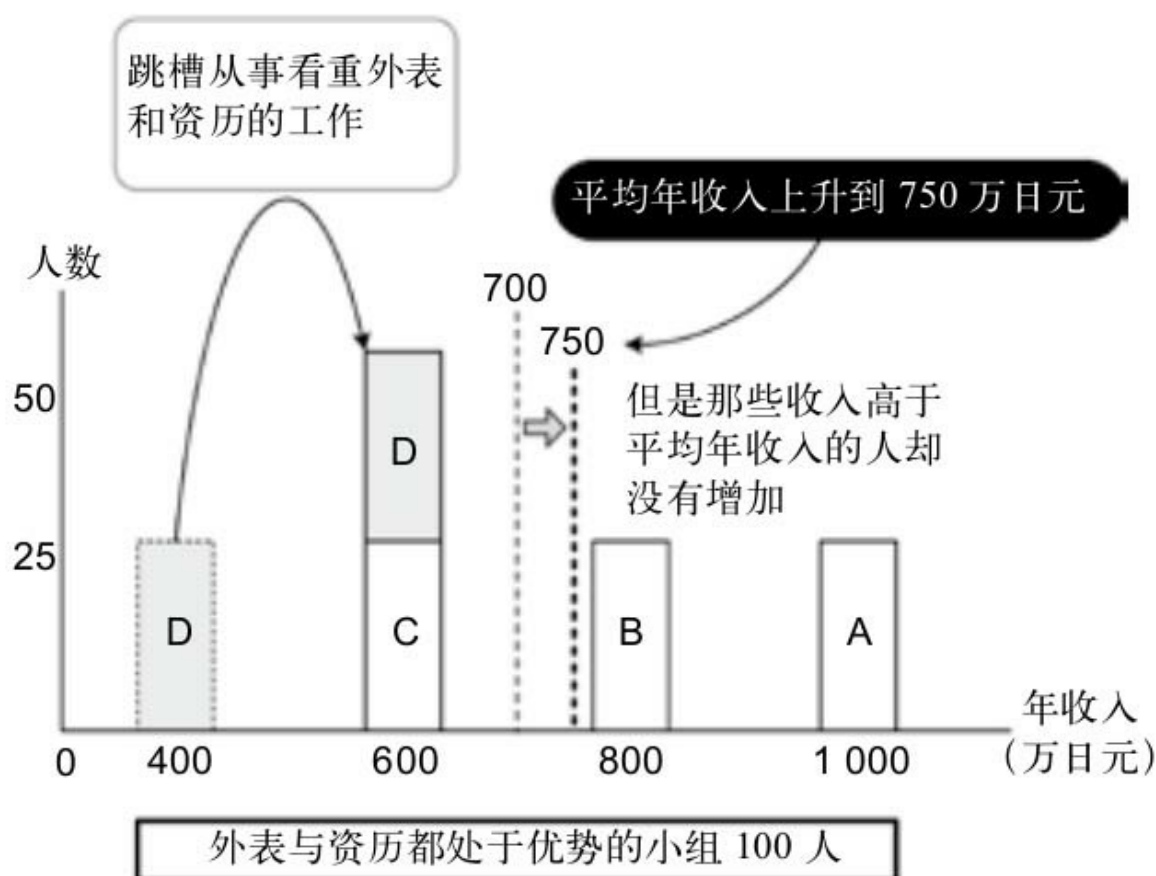 跳槽从事看重外表
和资历的工作
平均年收入上升到 750 万日元
人数
700
750
50
但是那些收入高于
平均年收入的人却
没有增加
D
25
D
C
B
A
年收入
(万日元)
0
400
600
800
1 000
外表与资历都处于优势的小组 100 人